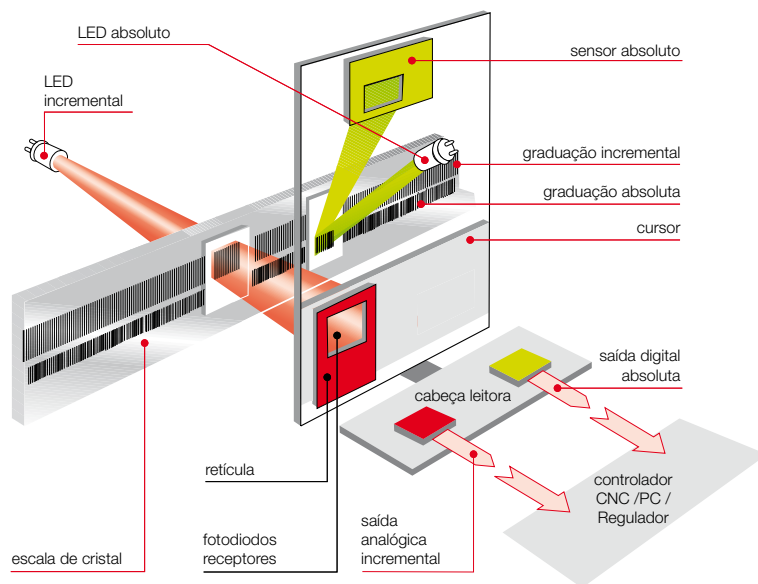 LED absoluto
sensor absoluto
LED
incremental
graduação incremental
graduação absoluta
cursor
saída digital
absoluta
cabeça leitora
controlador
CNC /PC /
Regulador
retícula
fotodiodos
receptores
saída
analógica
incremental
escala de cristal